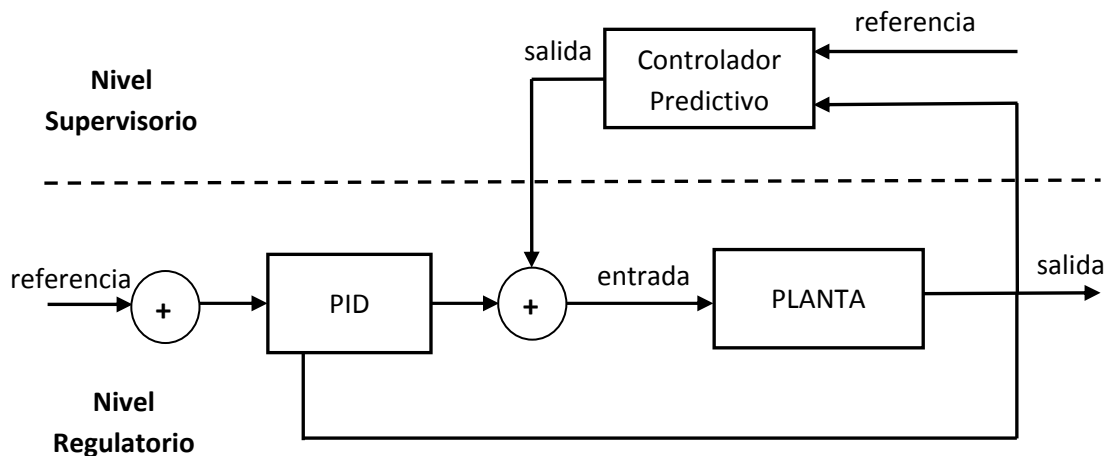 referencia
salida
Controlador
Predictivo
Nivel
Supervisorio
referencia
+
PID
+
entrada
PLANTA
salida
Nivel
Regulatorio